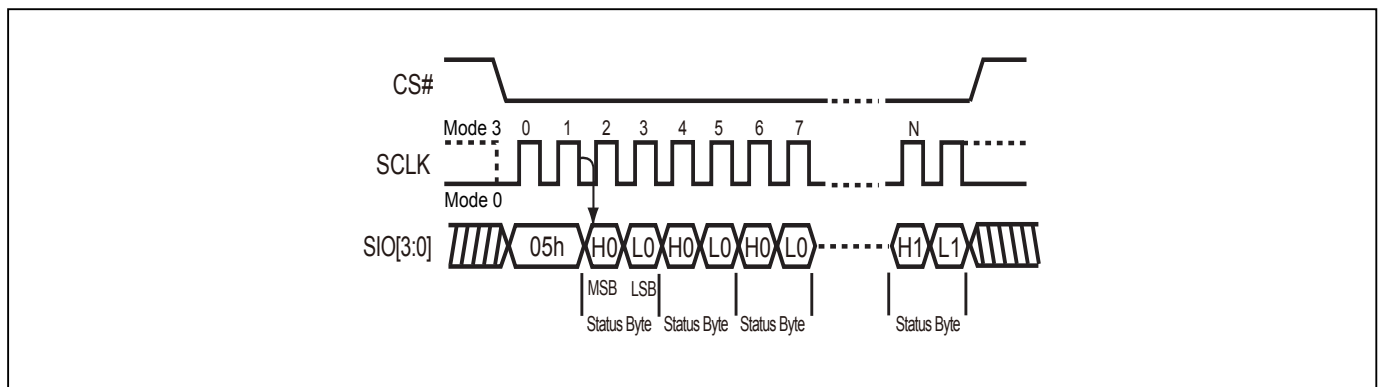 CS#
Mode 3 0 1 2 3 4 5 6 7 N
SCLK
Mode 0
SIO[3:0] 05h H0 L0 H0 L0 H0 L0 H1 L1
MSB LSB
Status Byte Status Byte Status Byte Status Byte